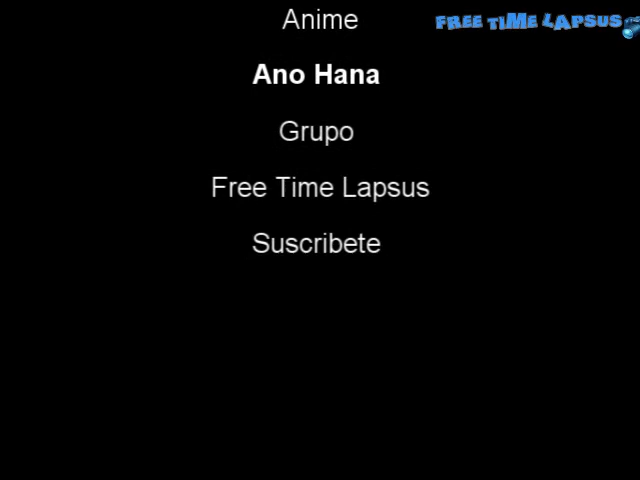 Anime
FREE TIME LAPSUS
Ano Hana
Grupo
Free Time Lapsus
Suscribete